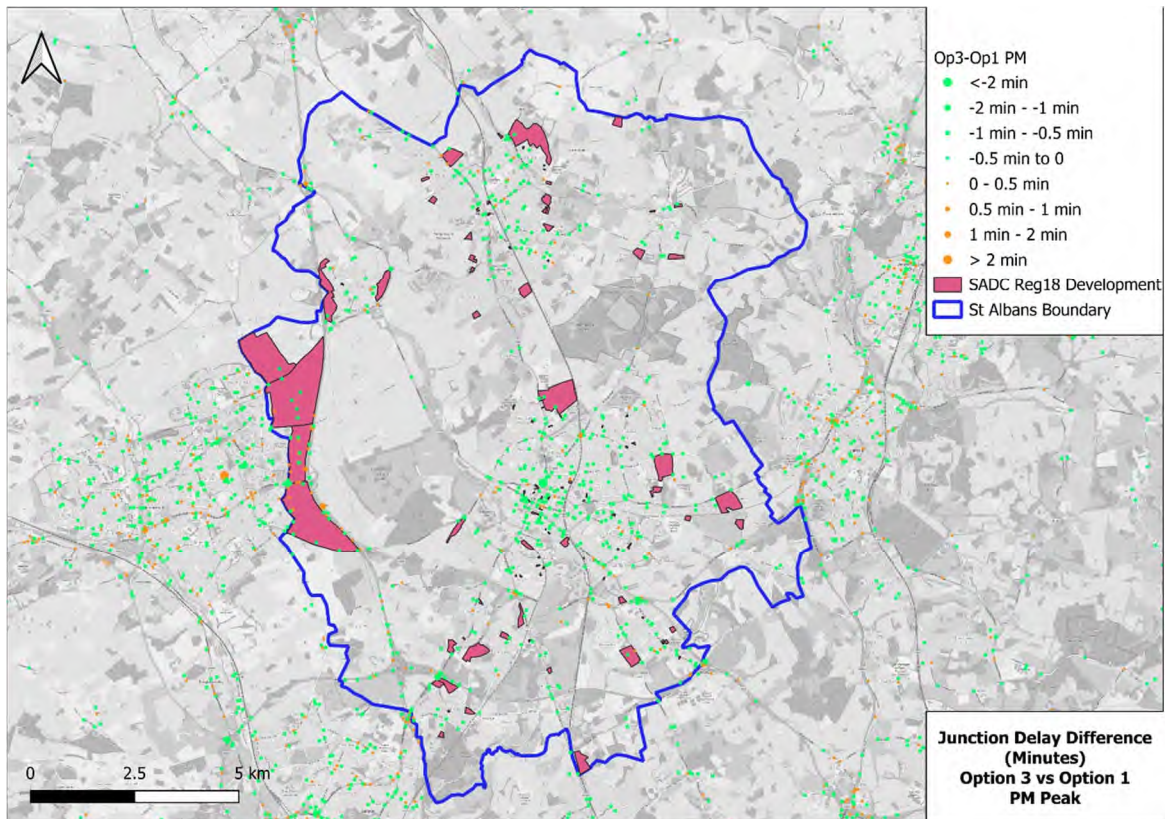 Op3-Op1 PM
<-2 min
-2 min - -1 min
-1 min - -0.5 min
-0.5 min to 0
0 - 0.5 min
0.5 min - 1 min
1 min - 2 min
> 2 min
SADC Reg18 Development
St Albans Boundary
0 2.5 5 km
Junction Delay Difference
(Minutes)
Option 3 vs Option 1
PM Peak